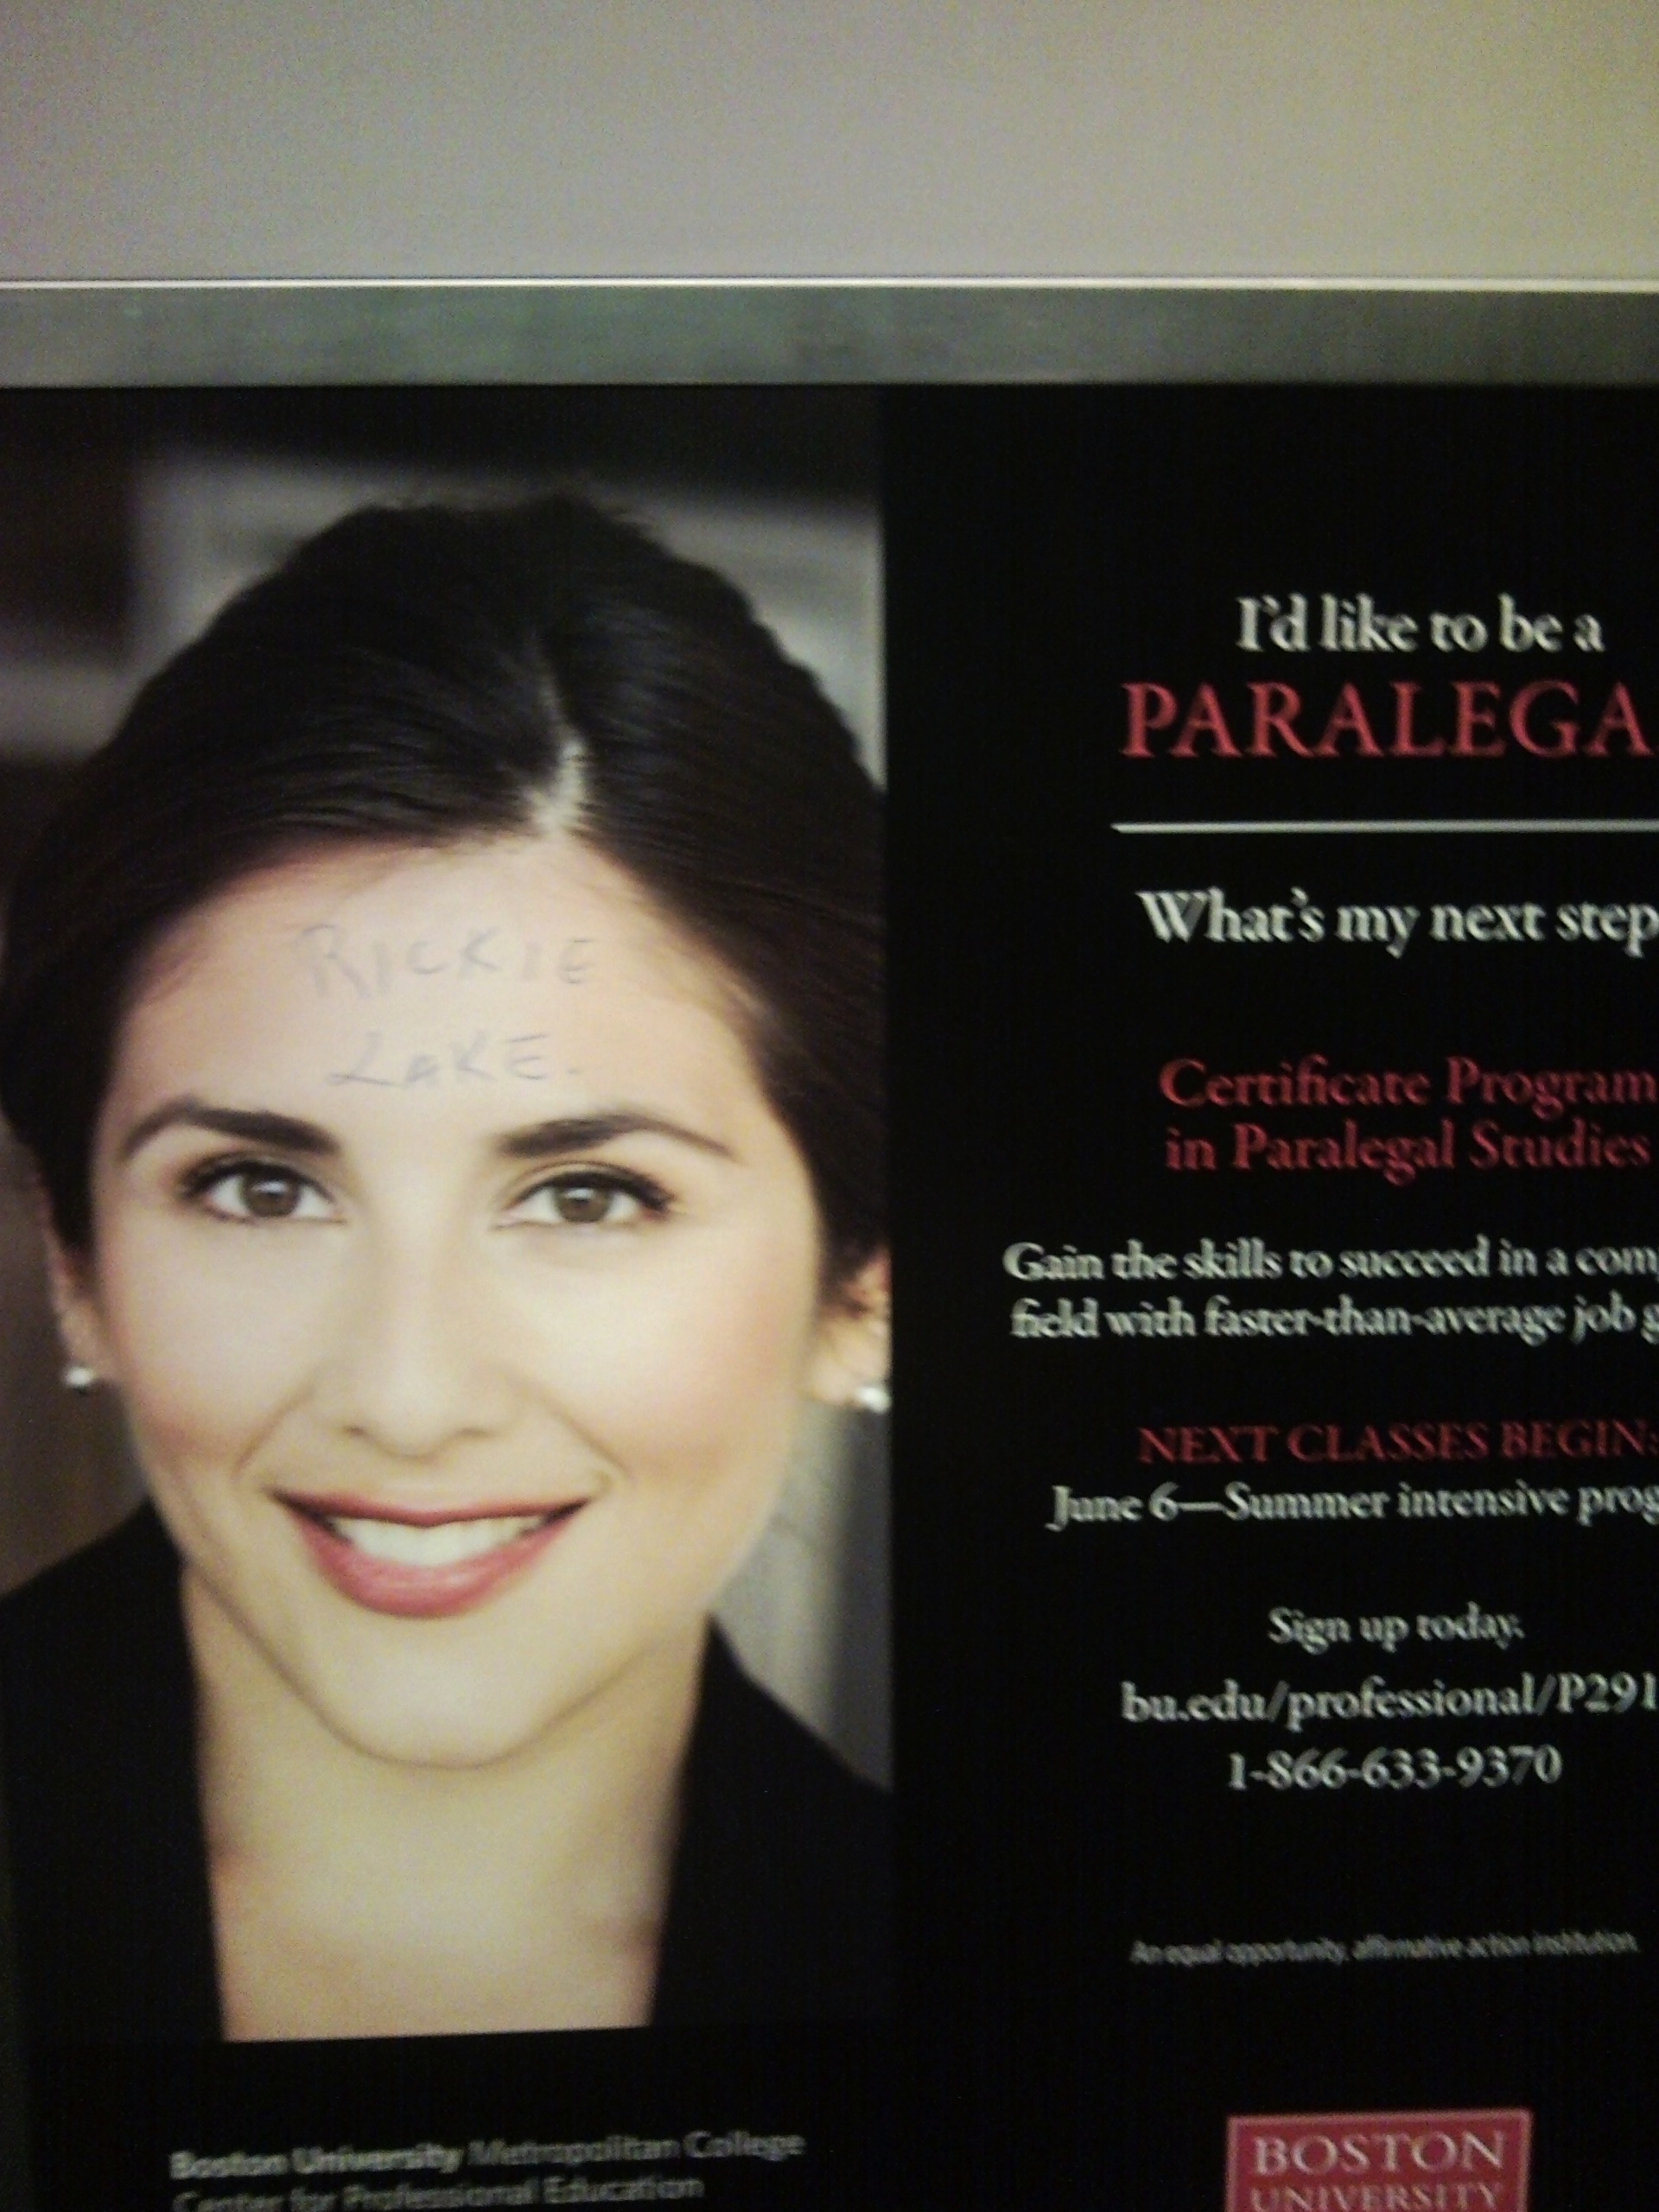 RICKIE
LAKE.
I'd like to be a
PARALEGA
What's my next step
Certificate Program
in Paralegal Studies
Gain the skills to succeed in a com
field with faster-than-average job g
NEXT CLASSES BEGIN:
June 6—Summer intensive prog
Sign up today.
bu.edu/professional/P291
1-866-633-9370
An equal opportunity, affirmative action institution.
Boston University Metropolitan College
Center for Professional Education
BOSTON
UNIVERSITY